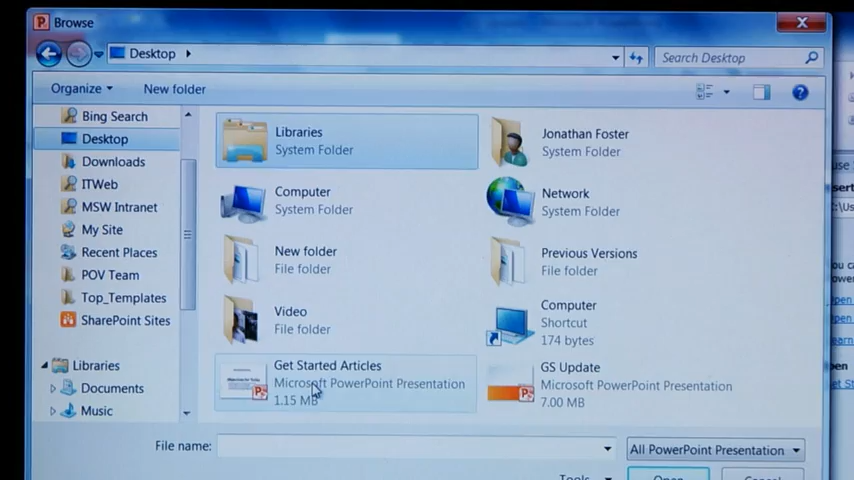 Browse
Desktop
Search Desktop
Organize
New folder
Bing Search
Desktop
Downloads
ITWeb
MSW Intranet
My Site
Recent Places
POV Team
Top_Templates
SharePoint Sites
Libraries
Documents
Music
Libraries
System Folder
Jonathan Foster
System Folder
Computer
System Folder
Network
System Folder
New folder
File folder
Previous Versions
File folder
Video
File folder
Computer
Shortcut
174 bytes
Get Started Articles
Microsoft PowerPoint Presentation
1.15 MB
GS Update
Microsoft PowerPoint Presentation
7.00 MB
File name:
All PowerPoint Presentation
Tools
Open
Cancel